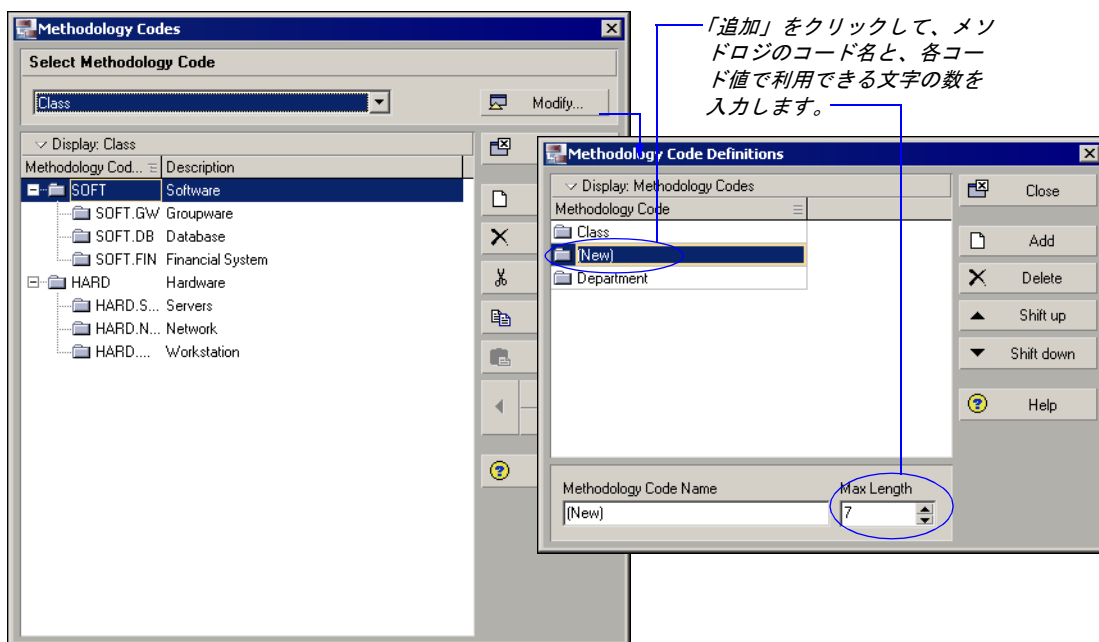 Methodology Codes
Select Methodology Code
Class
Modify...
Display: Class
Methodology Cod...
Description
SOFT Software
SOFT.GW Groupware
SOFT.DB Database
SOFT.FIN Financial System
HARD Hardware
HARD.S... Servers
HARD.N... Network
HARD.... Workstation
「追加」をクリックして、メソ
ドロジのコード名と、各コー
ド値で利用できる文字の数を
入力します。
Methodology Code Definitions
Display: Methodology Codes
Methodology Code
Class
(New)
Department
Close
Add
Delete
Shift up
Shift down
Help
Methodology Code Name
Max Length
(New)
7